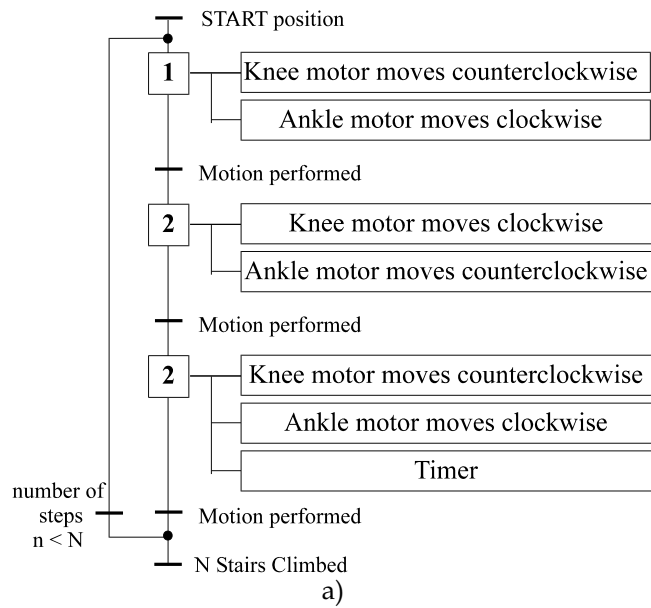 START position
1
Knee motor moves counterclockwise
Ankle motor moves clockwise
Motion performed
2
Knee motor moves clockwise
Ankle motor moves counterclockwise
Motion performed
2
Knee motor moves counterclockwise
Ankle motor moves clockwise
Timer
number of
steps
n < N
Motion performed
N Stairs Climbed
a)